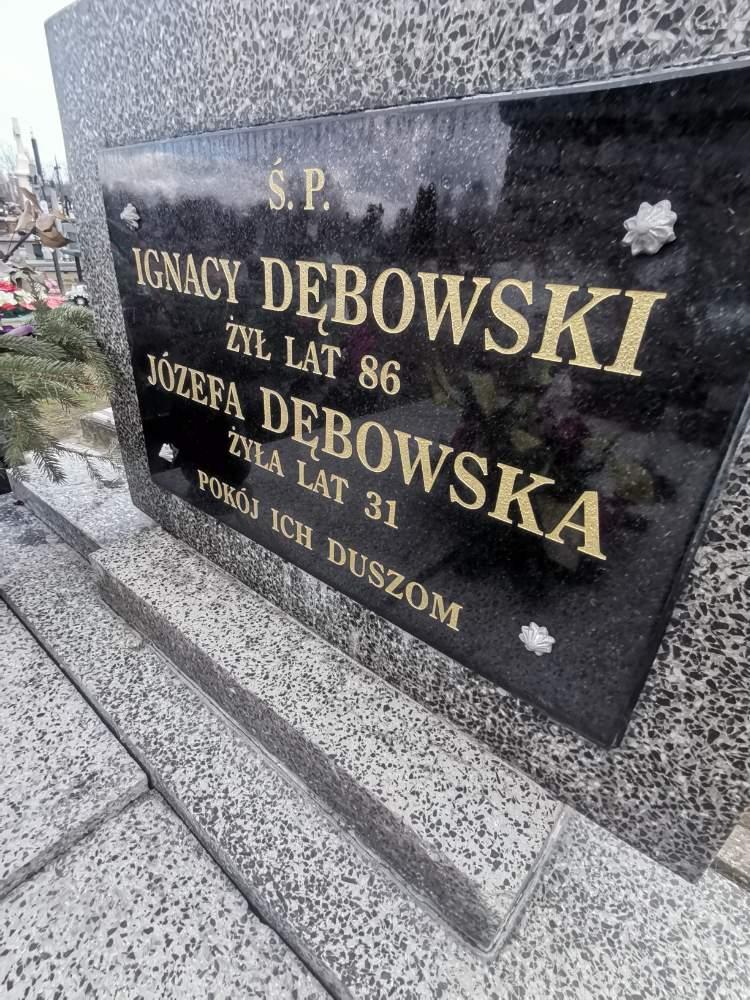 Ś. P.
IGNACY DĘBOWSKI
ŻYŁ LAT 86
JÓZEFA DĘBOWSKA
ŻYŁA LAT 31
POKÓJ ICH DUSZOM